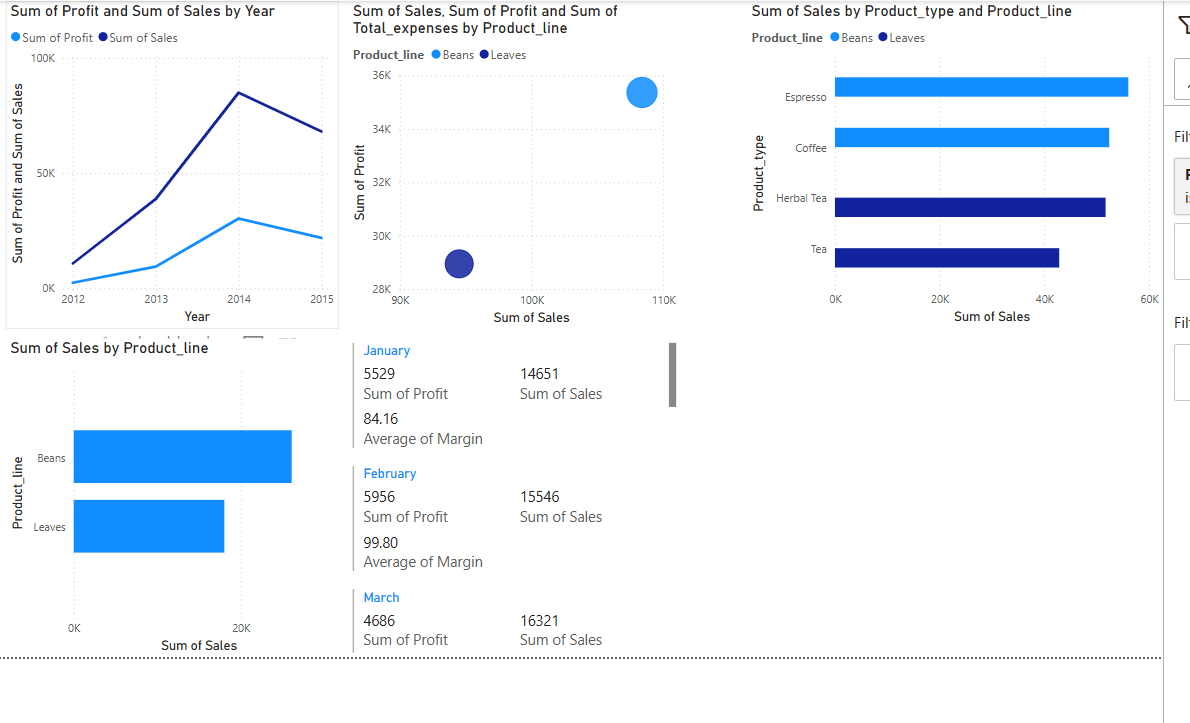 Sum of Profit and Sum of Sales by Year
Sum of Profit Sum of Sales
100K
50K
0K
Sum of Profit and Sum of Sales
2012 2013 2014 2015
Year
Sum of Sales, Sum of Profit and Sum of
Total_expenses by Product_line
Product_line Beans Leaves
36K
34K
32K
30K
28K
Sum of Profit
90K 100K 110K
Sum of Sales
Sum of Sales by Product_type and Product_line
Product_line Beans Leaves
Product_type
Espresso
Coffee
Herbal Tea
Tea
0K 20K 40K 60K
Sum of Sales
Sum of Sales by Product_line
Product_line
Beans
Leaves
0K 20K
Sum of Sales
January
5529 14651
Sum of Profit Sum of Sales
84.16
Average of Margin
February
5956 15546
Sum of Profit Sum of Sales
99.80
Average of Margin
March
4686 16321
Sum of Profit Sum of Sales